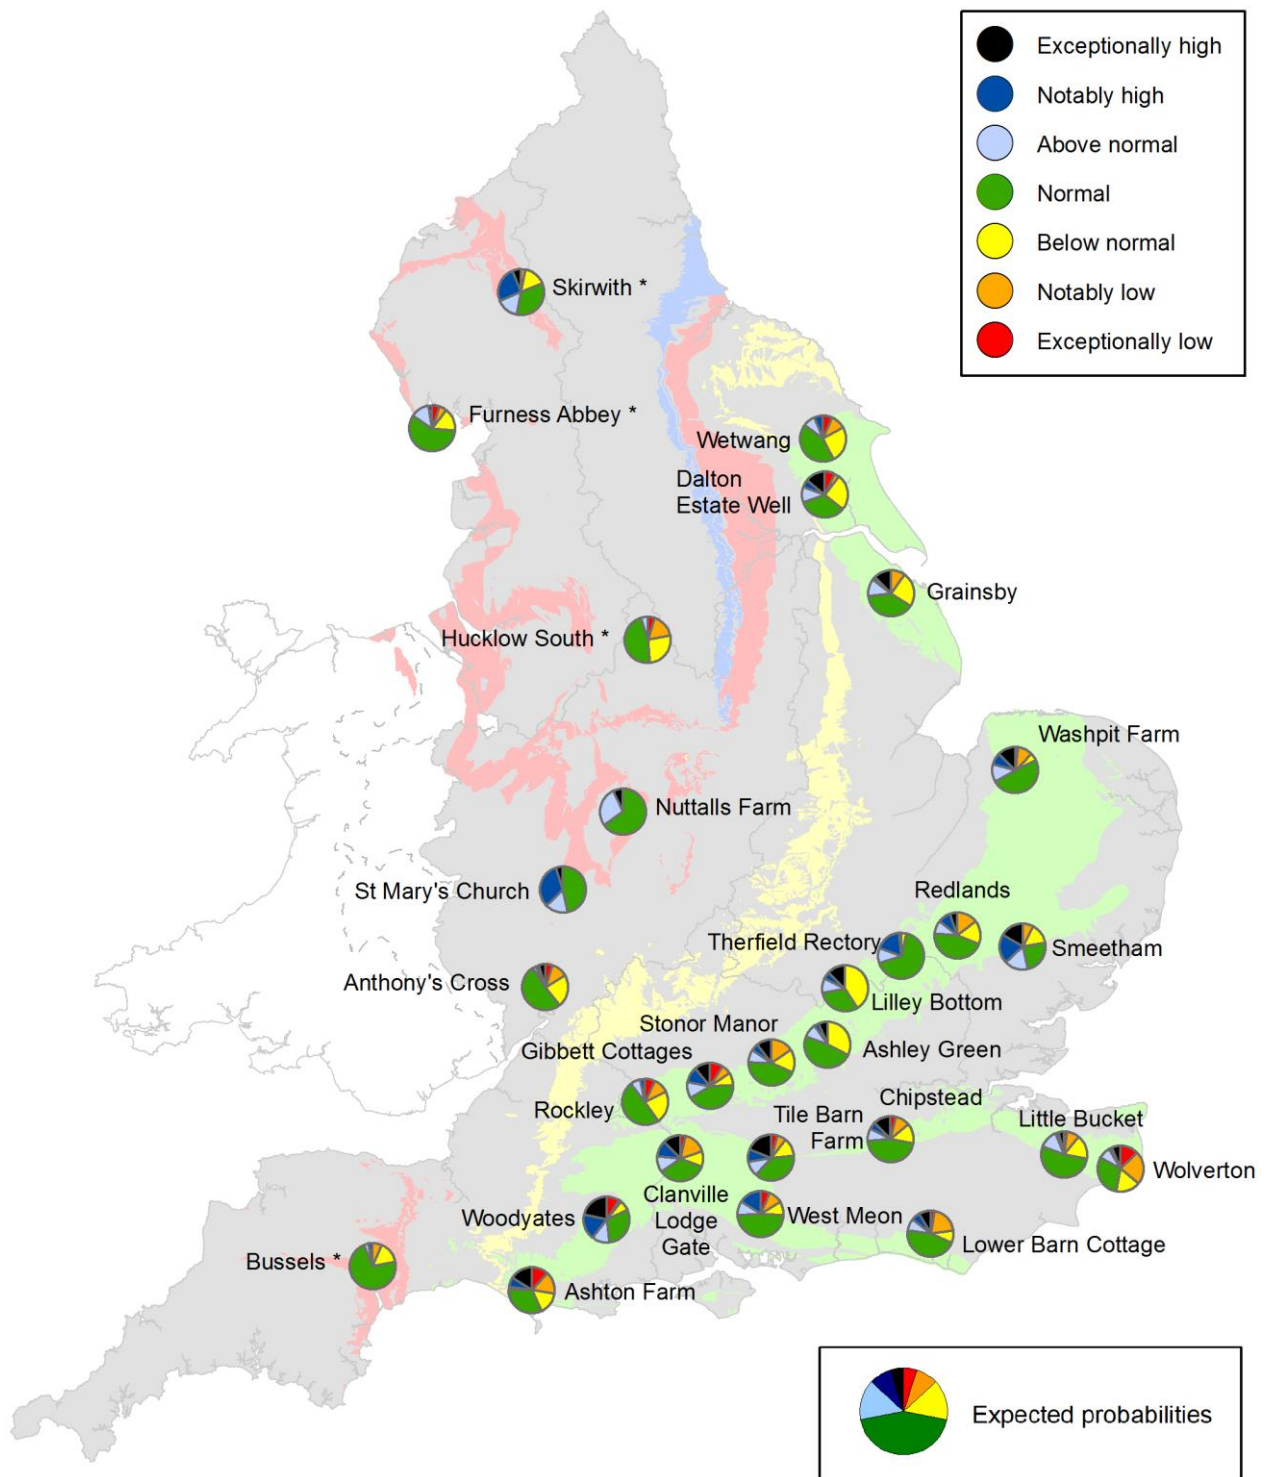 Exceptionally high
Notably high
Above normal
Normal
Below normal
Notably low
Exceptionally low
Skirwith *
Furness Abbey *
Wetwang
Dalton
Estate Well
Grainsby
Hucklow South *
Washpit Farm
Nuttalls Farm
St Mary's Church
Redlands
Therfield Rectory
Smeetham
Anthony's Cross
Lilley Bottom
Stonor Manor
Gibbett Cottages
Ashley Green
Rockley
Chipstead
Tile Barn
Farm
Little Bucket
Wolverton
Clanville
Lodge
Gate
Woodyates
West Meon
Lower Barn Cottage
Bussels *
Ashton Farm
Expected probabilities